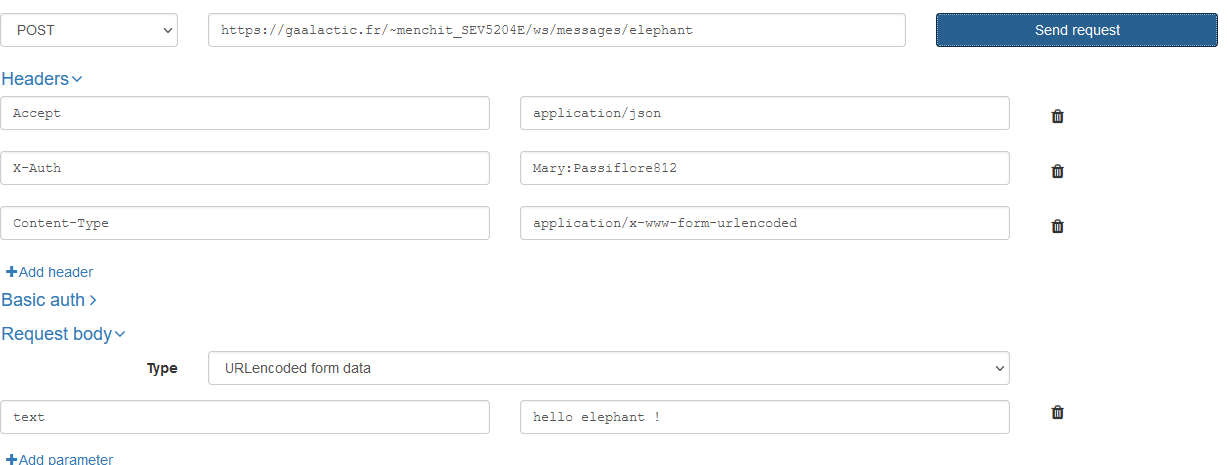 POST https://gaalactic.fr/~menchit_SEV5204E/ws/messages/elephant Send request
Headers
Accept application/json
X-Auth Mary:Passiflore812
Content-Type application/x-www-form-urlencoded
Add header
Basic auth
Request body
Type URLencoded form data
text hello elephant !
Add parameter